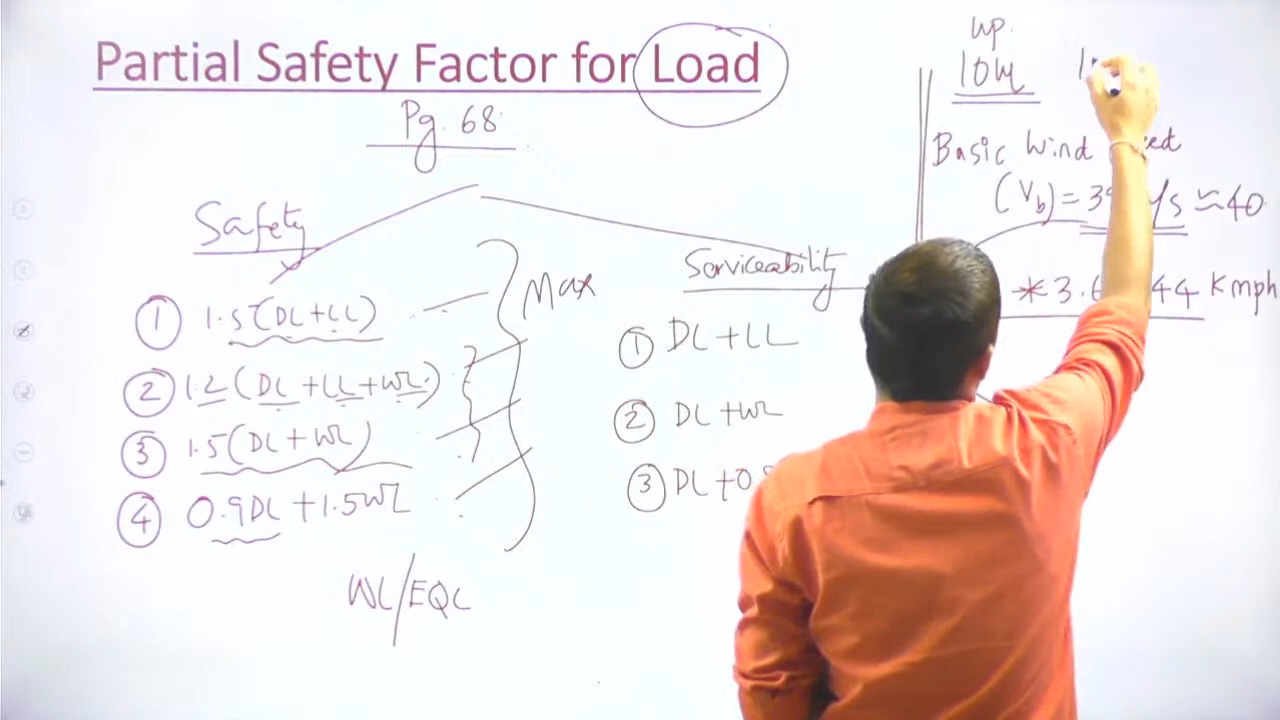 Partial Safety Factor for Load
Pg. 68
Safety
① 1.5(DL+LL)
② 1.2(DL+LL+WL)
③ 1.5(DL+WL)
④ 0.9DL+1.5WL
Max
WL/EQL
Serviceability
① DL+LL
② DL+WL
③ DL+0.
up.
10m
Basic Wind
(Vb)=39 /s ≈40
*3.6 44 Kmph